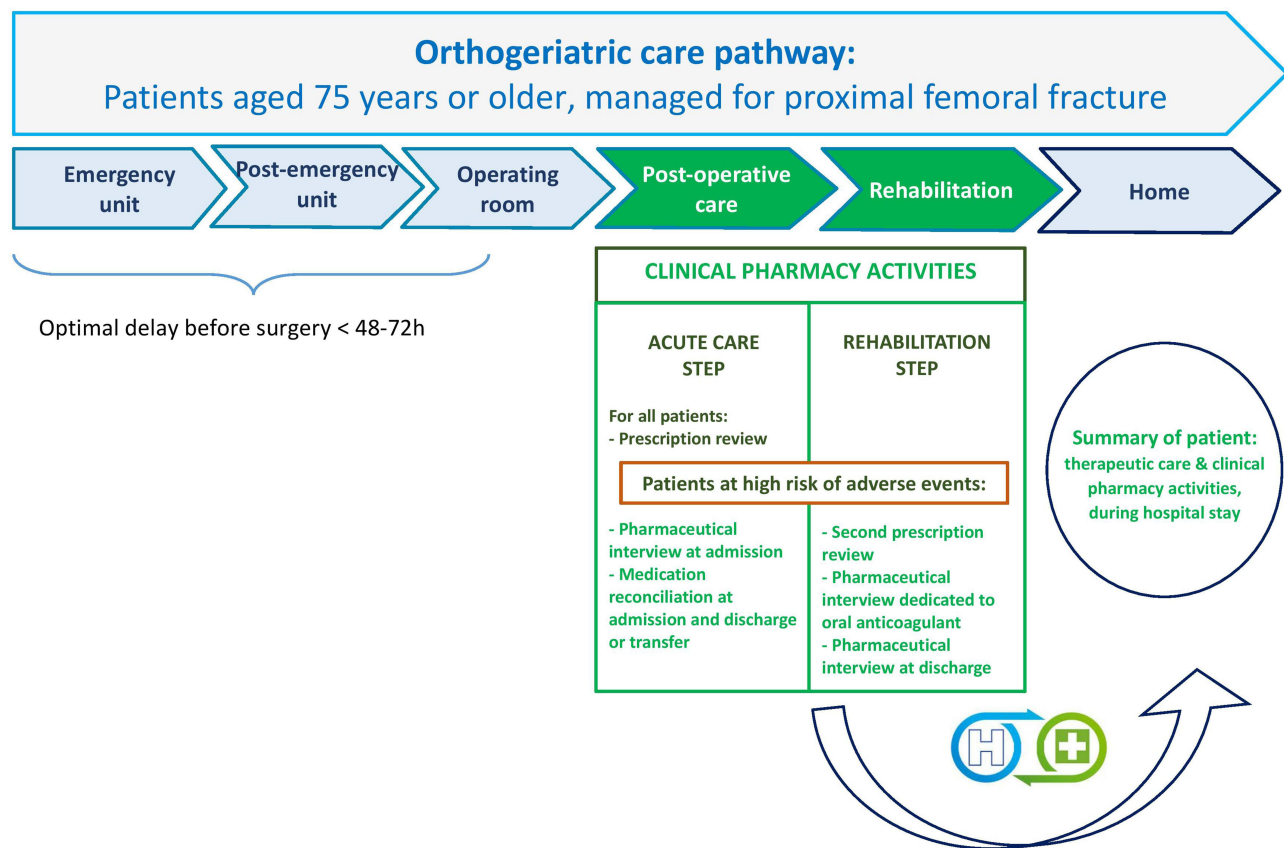 Orthogeriatric care pathway:
Patients aged 75 years or older, managed for proximal femoral fracture
Emergency
unit
Post-emergency
unit
Operating
room
Post-operative
care
Rehabilitation
Home
Optimal delay before surgery < 48-72h
CLINICAL PHARMACY ACTIVITIES
ACUTE CARE
STEP
For all patients:
- Prescription review
REHABILITATION
STEP
Patients at high risk of adverse events:
- Pharmaceutical
interview at admission
- Medication
reconciliation at
admission and discharge
or transfer
- Second prescription
review
- Pharmaceutical
interview dedicated to
oral anticoagulant
- Pharmaceutical
interview at discharge
Summary of patient:
therapeutic care & clinical
pharmacy activities,
during hospital stay
H